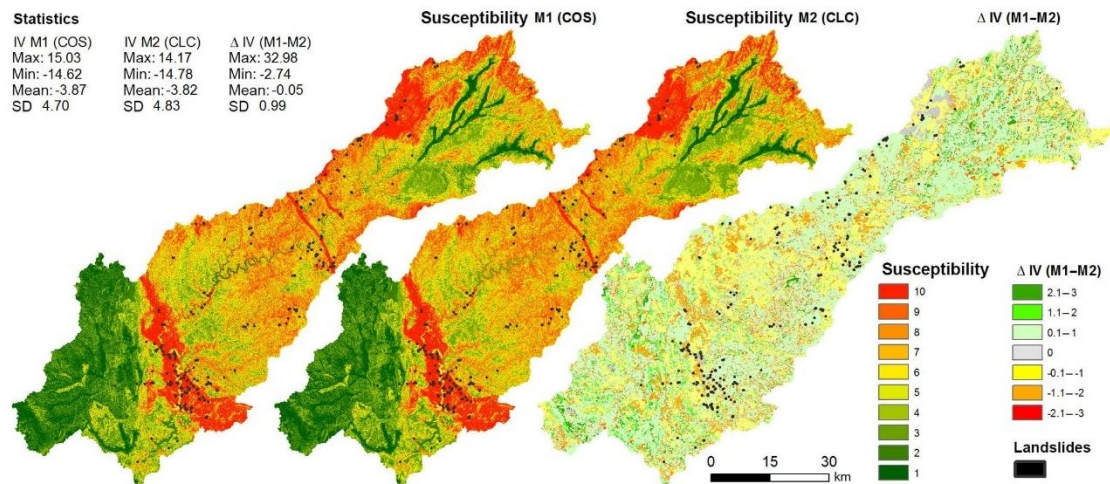 Statistics
IV M1 (COS) IV M2 (CLC) Δ IV (M1-M2)
Max: 15.03 Max: 14.17 Max: 32.98
Min: -14.62 Min: -14.78 Min: -2.74
Mean: -3.87 Mean: -3.82 Mean: -0.05
SD 4.70 SD 4.83 SD 0.99
Susceptibility M1 (COS)
Susceptibility M2 (CLC)
Δ IV (M1–M2)
Susceptibility
10
9
8
7
6
5
4
3
2
1
Δ IV (M1–M2)
2.1–3
1.1–2
0.1–1
0
-0.1–-1
-1.1–-2
-2.1–-3
Landslides
0 15 30
km